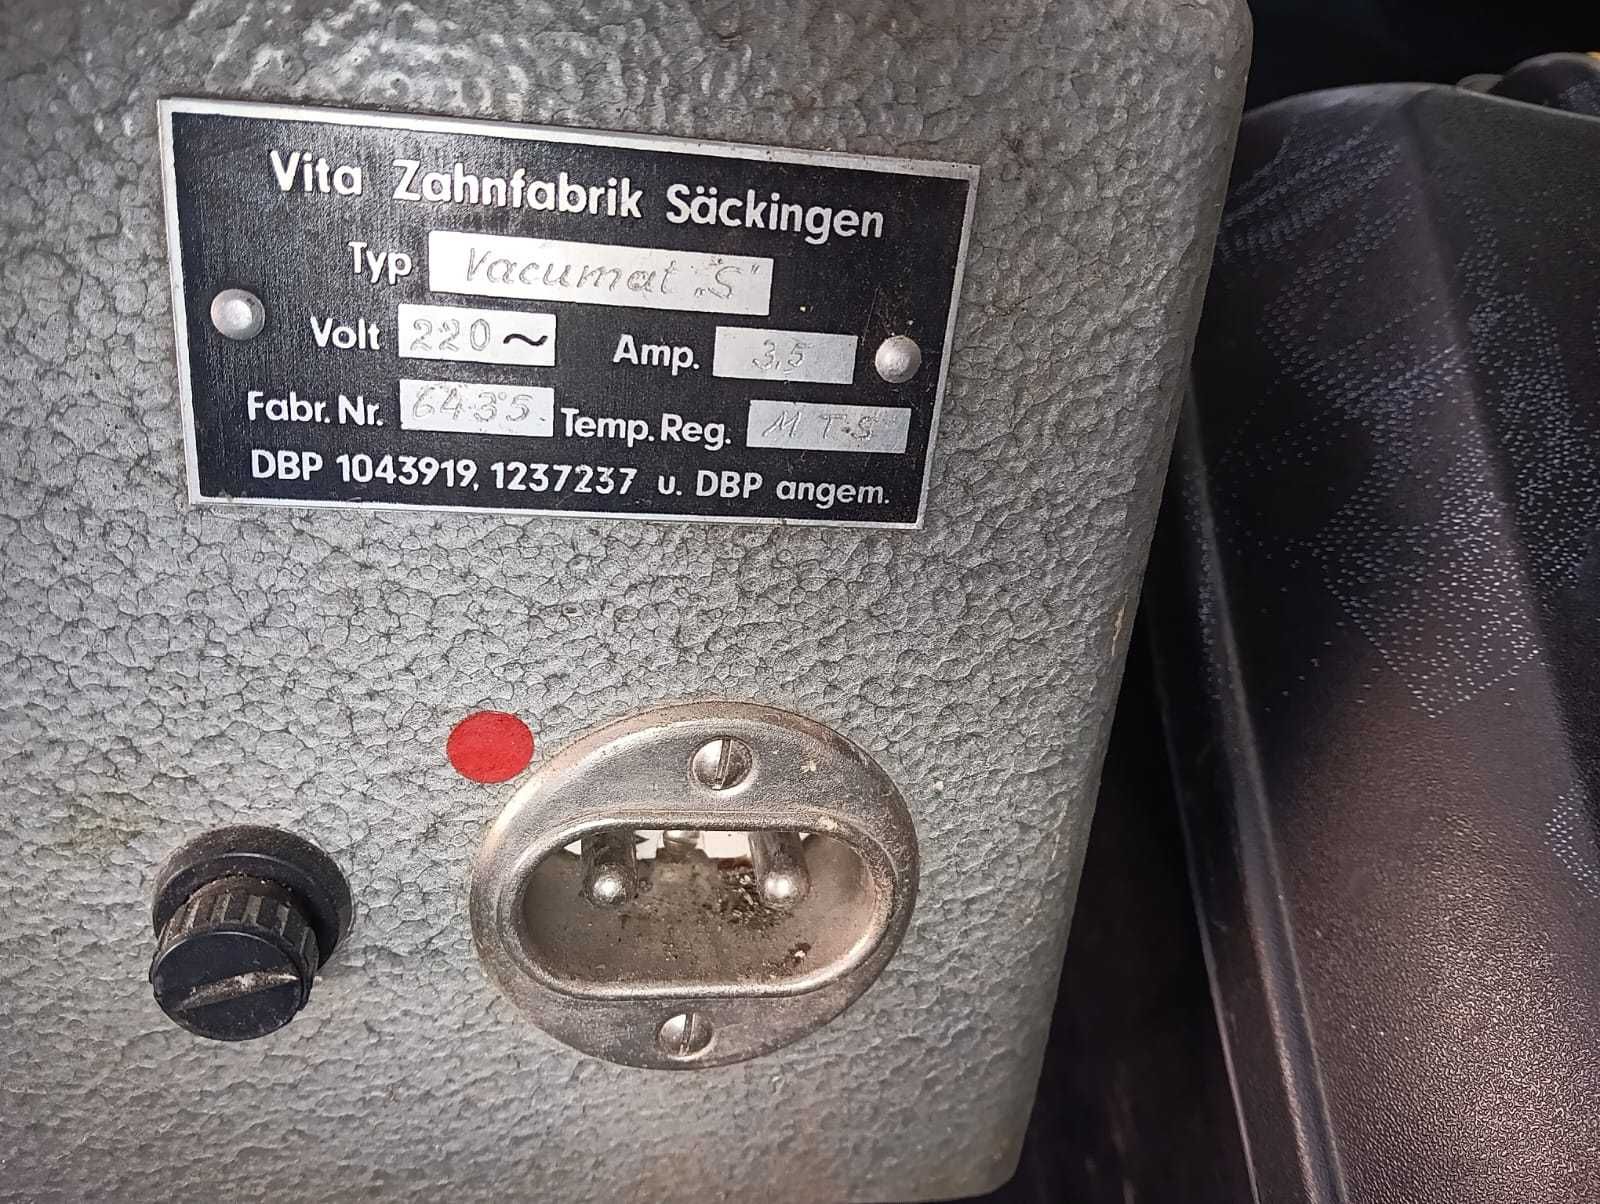 Vita Zahnfabrik Säckingen
Typ Vacumat „S"
Volt 220 ~ Amp. 3,5
Fabr. Nr. 6435 Temp. Reg. M T-S
DBP 1043919, 1237237 u. DBP angem.